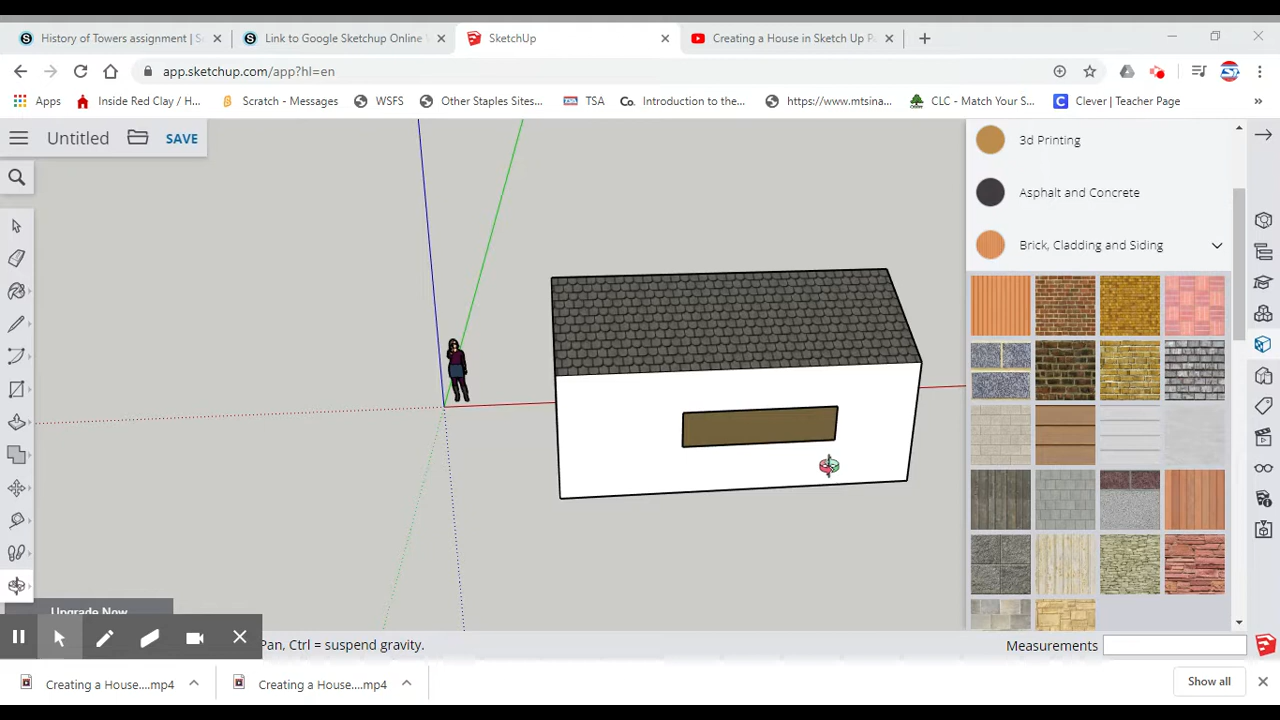 History of Towers assignment | S
Link to Google Sketchup Online W
SketchUp
Creating a House in Sketch Up Pa
app.sketchup.com/app?hl=en
Apps
Inside Red Clay / H...
Scratch - Messages
WSFS
Other Staples Sites...
TSA
Co. Introduction to the...
https://www.mtsina...
CLC - Match Your S...
Clever | Teacher Page
»
Untitled
SAVE
3d Printing
Asphalt and Concrete
Brick, Cladding and Siding
Upgrade Now
Pan, Ctrl = suspend gravity.
Measurements
Creating a House....mp4
Creating a House....mp4
Show all